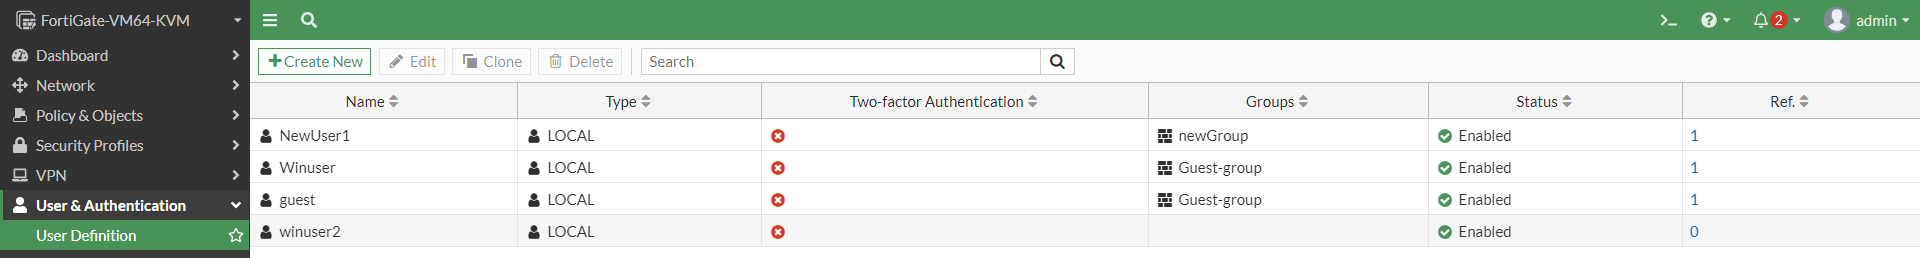 FortiGate-VM64-KVM
2
admin
Dashboard
Network
Policy & Objects
Security Profiles
VPN
User & Authentication
User Definition
Create New Edit Clone Delete Search
Name Type Two-factor Authentication Groups Status Ref.
NewUser1 LOCAL newGroup Enabled 1
Winuser LOCAL Guest-group Enabled 1
guest LOCAL Guest-group Enabled 1
winuser2 LOCAL Enabled 0